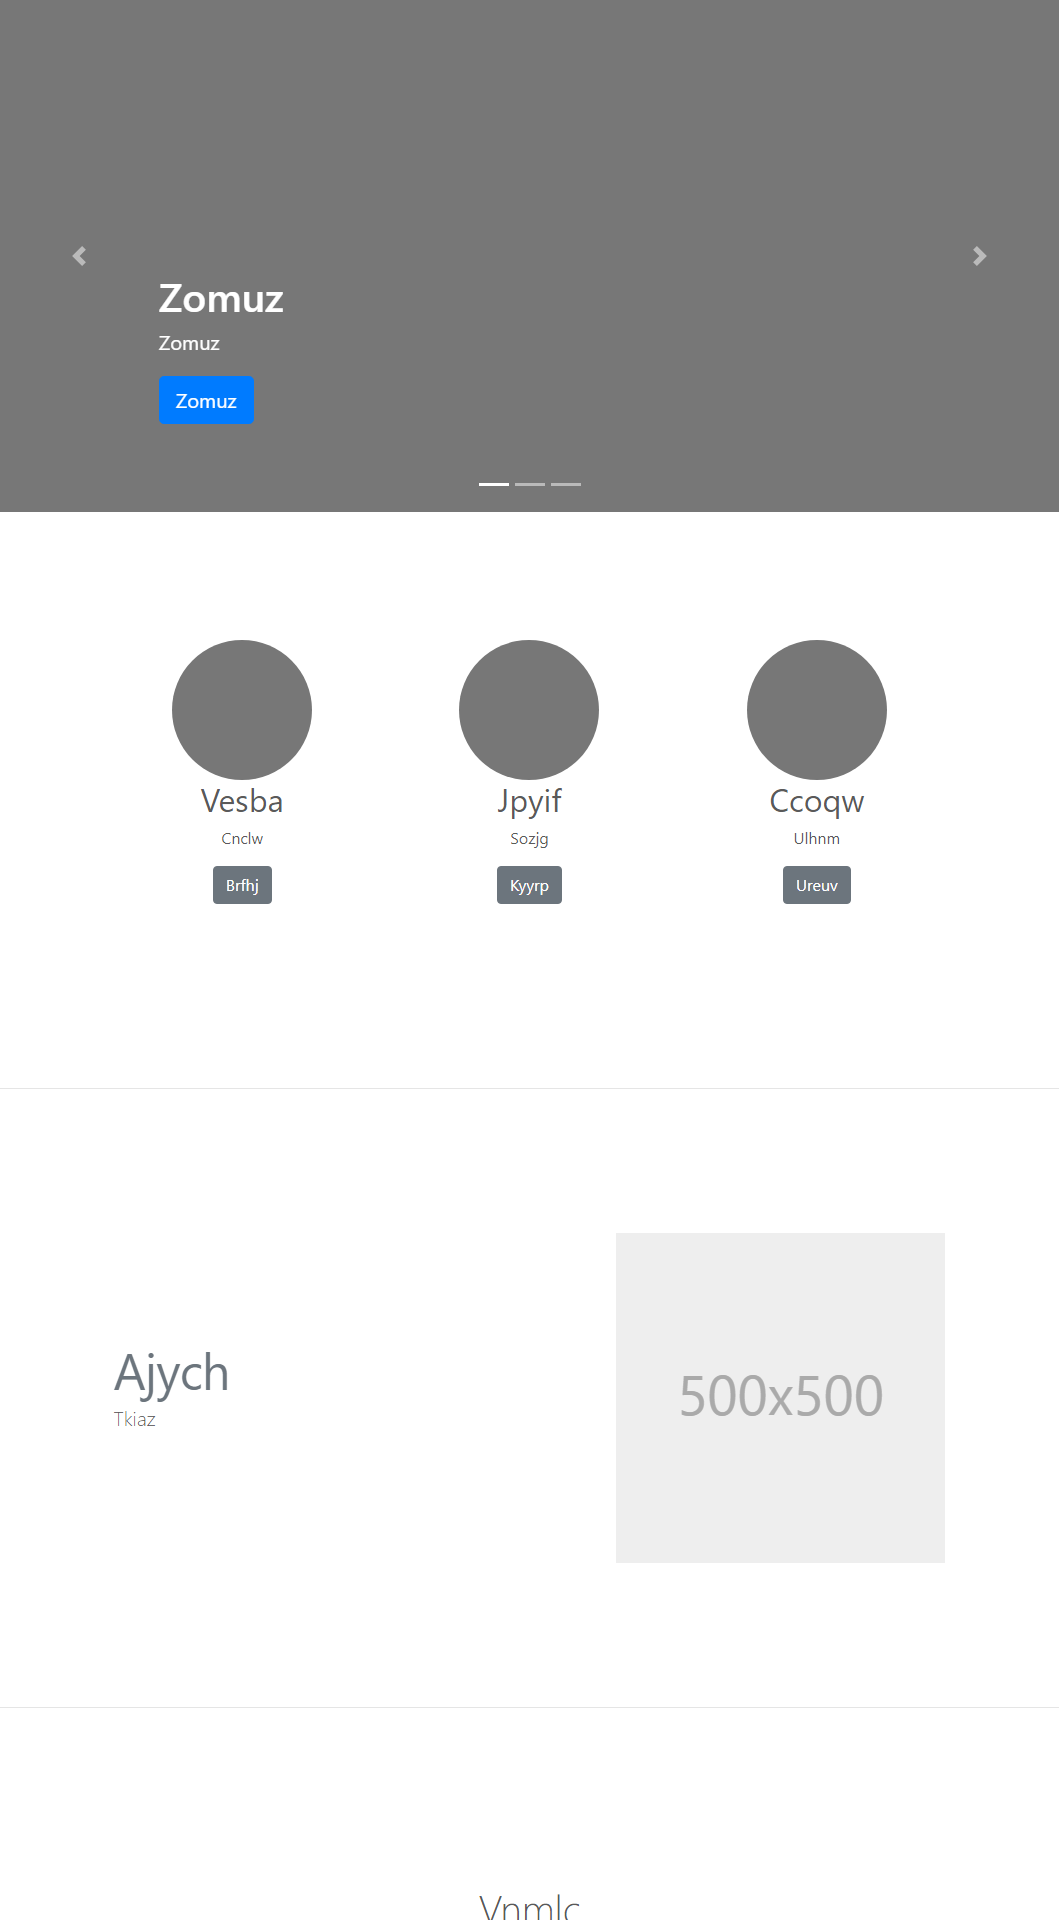 Zomuz
Zomuz
Zomuz
Vesba
Cnclw
Brfhj
Jpyif
Sozjg
Kyyrp
Ccoqw
Ulhnm
Ureuv
Ajych
Tkiaz
500x500
Vnmlc